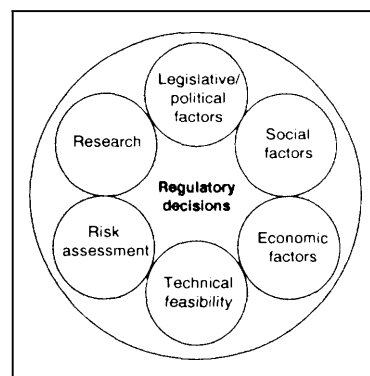 Legislative/
political
factors
Research
Social
factors
Regulatory
decisions
Risk
assessment
Economic
factors
Technical
feasibility